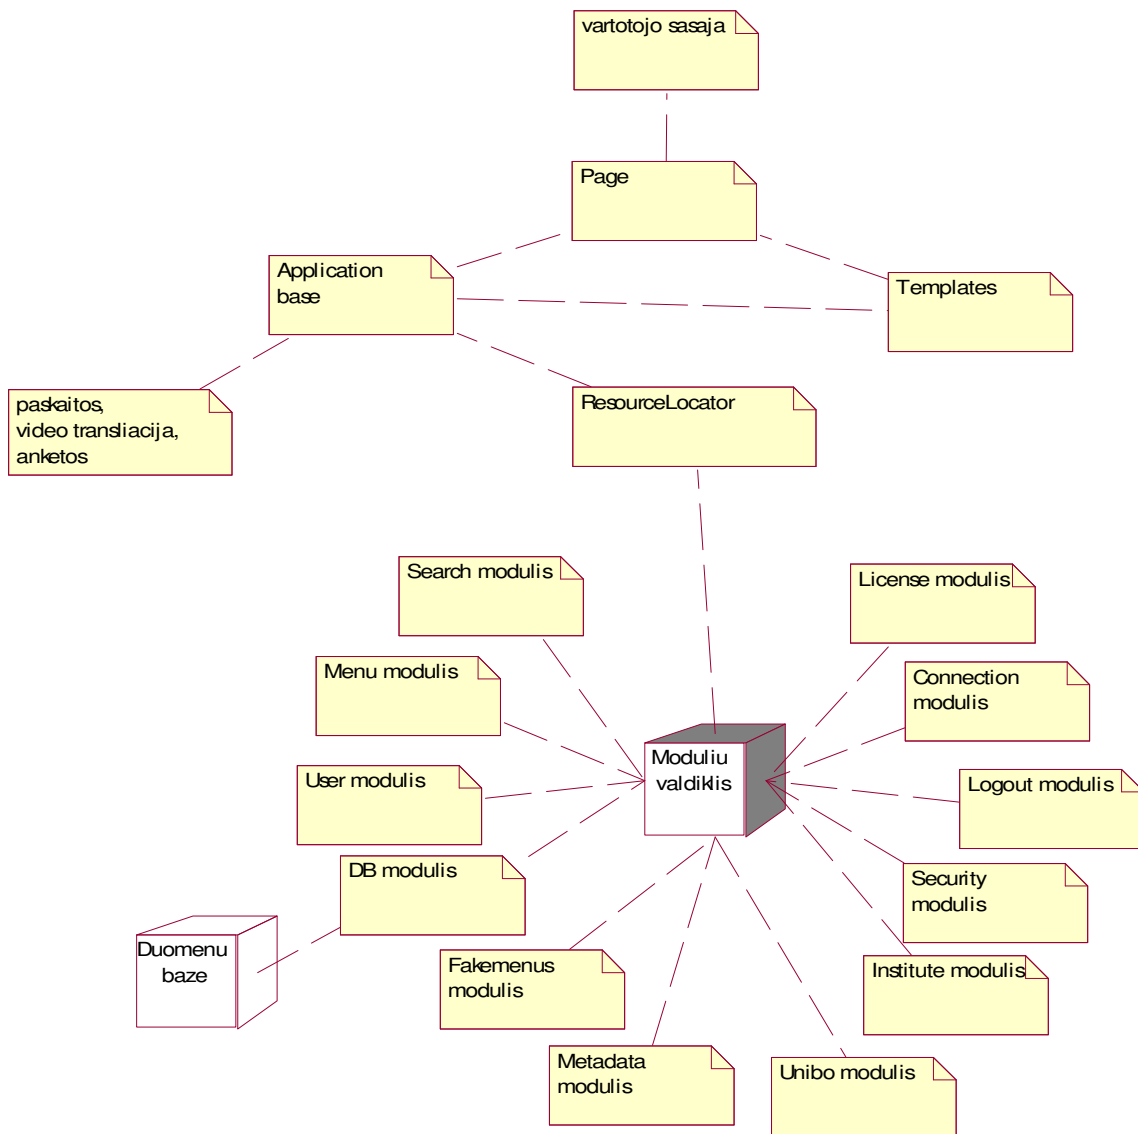 vartotojo sasaja
Page
Application
base
Templates
paskaitos,
video transliacija,
anketos
ResourceLocator
Search modulis
License modulis
Menu modulis
Connection
modulis
User modulis
Moduliu
valdiklis
Logout modulis
DB modulis
Security
modulis
Duomenu
baze
Fakemenus
modulis
Institute modulis
Metadata
modulis
Unibo modulis